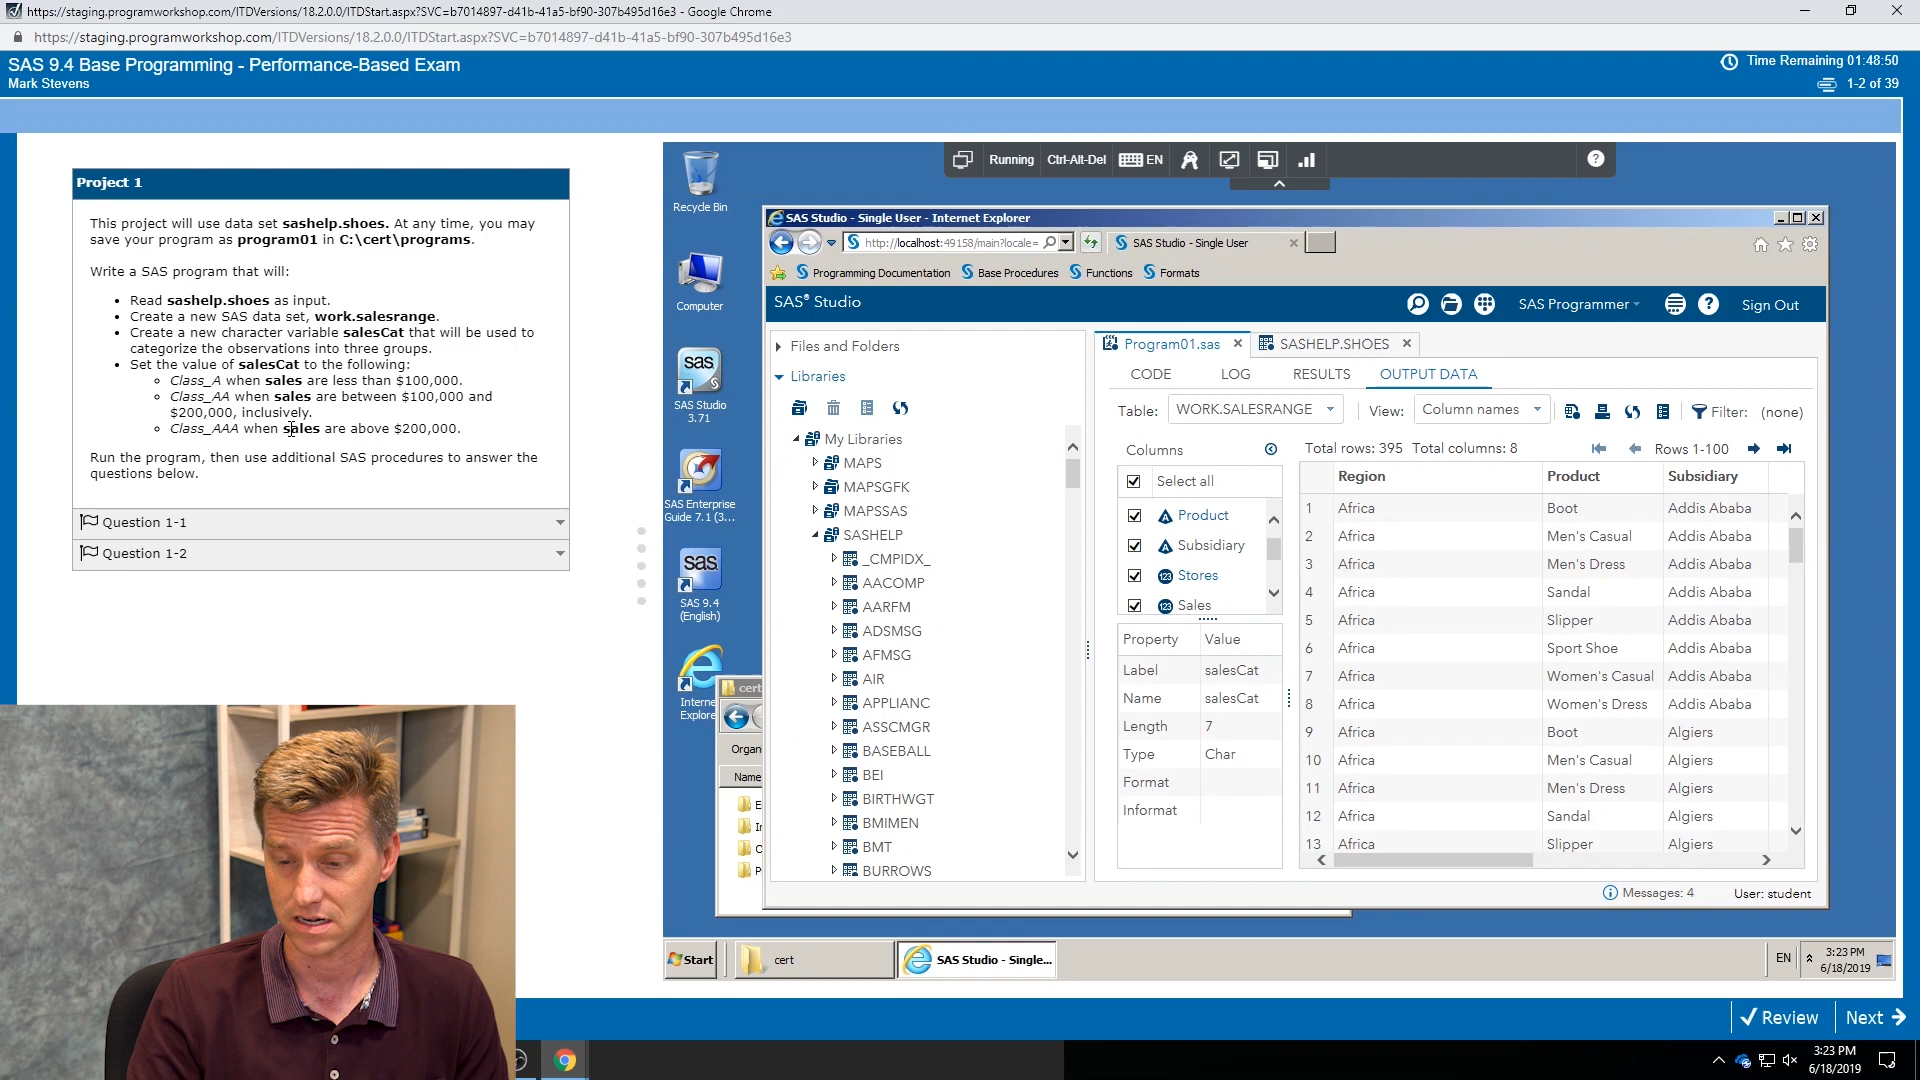 https://staging.programworkshop.com/ITDVersions/18.2.0.0/ITDStart.aspx?SVC=b7014897-d41b-41a5-bf90-307b495d16e3 - Google Chrome
https://staging.programworkshop.com/ITDVersions/18.2.0.0/ITDStart.aspx?SVC=b7014897-d41b-41a5-bf90-307b495d16e3
SAS 9.4 Base Programming - Performance-Based Exam
Mark Stevens
Time Remaining 01:48:50
1-2 of 39
Project 1
This project will use data set sashelp.shoes. At any time, you may
save your program as program01 in C:\cert\programs.
Write a SAS program that will:
• Read sashelp.shoes as input.
• Create a new SAS data set, work.salesrange.
• Create a new character variable salesCat that will be used to
categorize the observations into three groups.
• Set the value of salesCat to the following:
Class_A when sales are less than $100,000.
Class_AA when sales are between $100,000 and
$200,000, inclusively.
Class_AAA when sales are above $200,000.
Run the program, then use additional SAS procedures to answer the
questions below.
Question 1-1
Question 1-2
Recycle Bin
Computer
sas
SAS Studio
3.71
SAS Enterprise
Guide 7.1 (3...
sas
SAS 9.4
(English)
Interne
Explore
Running
Ctrl-Alt-Del
EN
?
SAS Studio - Single User - Internet Explorer
http://localhost:49158/main?locale=
SAS Studio - Single User
Programming Documentation
Base Procedures
Functions
Formats
SAS® Studio
SAS Programmer
?
Sign Out
Files and Folders
Libraries
My Libraries
MAPS
MAPSGFK
MAPSSAS
SASHELP
_CMPIDX_
AACOMP
AARFM
ADSMSG
AFMSG
AIR
APPLIANC
ASSCMGR
BASEBALL
BEI
BIRTHWGT
BMIMEN
BMT
BURROWS
Program01.sas
SASHELP.SHOES
CODE
LOG
RESULTS
OUTPUT DATA
Table: WORK.SALESRANGE
View: Column names
Filter: (none)
Columns
Select all
Product
Subsidiary
123 Stores
123 Sales
Property Value
Label salesCat
Name salesCat
Length 7
Type Char
Format
Informat
Total rows: 395 Total columns: 8
Rows 1-100
Region Product Subsidiary
1 Africa Boot Addis Ababa
2 Africa Men's Casual Addis Ababa
3 Africa Men's Dress Addis Ababa
4 Africa Sandal Addis Ababa
5 Africa Slipper Addis Ababa
6 Africa Sport Shoe Addis Ababa
7 Africa Women's Casual Addis Ababa
8 Africa Women's Dress Addis Ababa
9 Africa Boot Algiers
10 Africa Men's Casual Algiers
11 Africa Men's Dress Algiers
12 Africa Sandal Algiers
13 Africa Slipper Algiers
Messages: 4
User: student
cert
Organ
Name
Start
cert
SAS Studio - Single...
EN
3:23 PM
6/18/2019
Review
Next
3:23 PM
6/18/2019